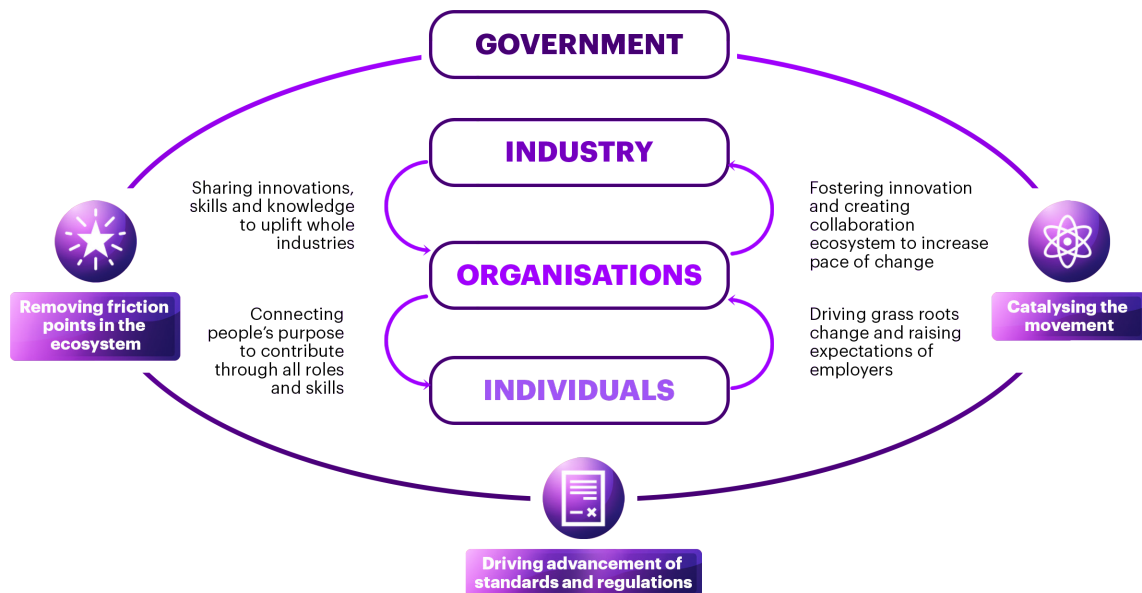 GOVERNMENT
INDUSTRY
Sharing innovations,
skills and knowledge
to uplift whole
industries
Fostering innovation
and creating
collaboration
ecosystem to increase
pace of change
ORGANISATIONS
Removing friction
points in the
ecosystem
Catalysing the
movement
Connecting
people’s purpose
to contribute
through all roles
and skills
Driving grass roots
change and raising
expectations of
employers
INDIVIDUALS
Driving advancement of
standards and regulations